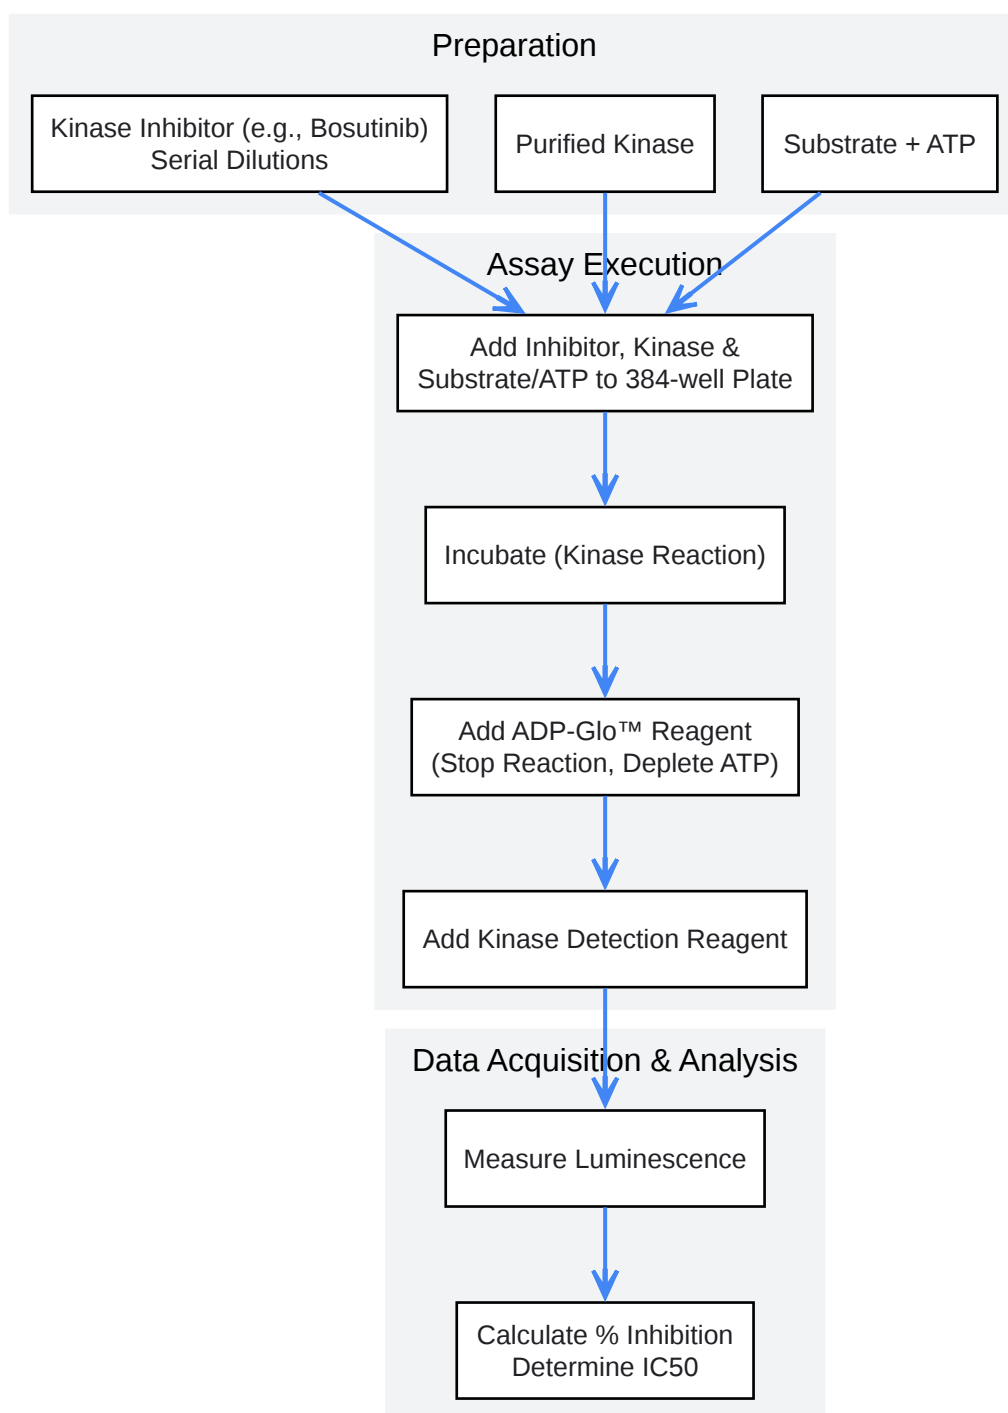 Preparation
Kinase Inhibitor (e.g., Bosutinib)
Serial Dilutions
Purified Kinase
Substrate + ATP
Assay Execution
Add Inhibitor, Kinase &
Substrate/ATP to 384-well Plate
Incubate (Kinase Reaction)
Add ADP-Glo™ Reagent
(Stop Reaction, Deplete ATP)
Add Kinase Detection Reagent
Data Acquisition & Analysis
Measure Luminescence
Calculate % Inhibition
Determine IC50